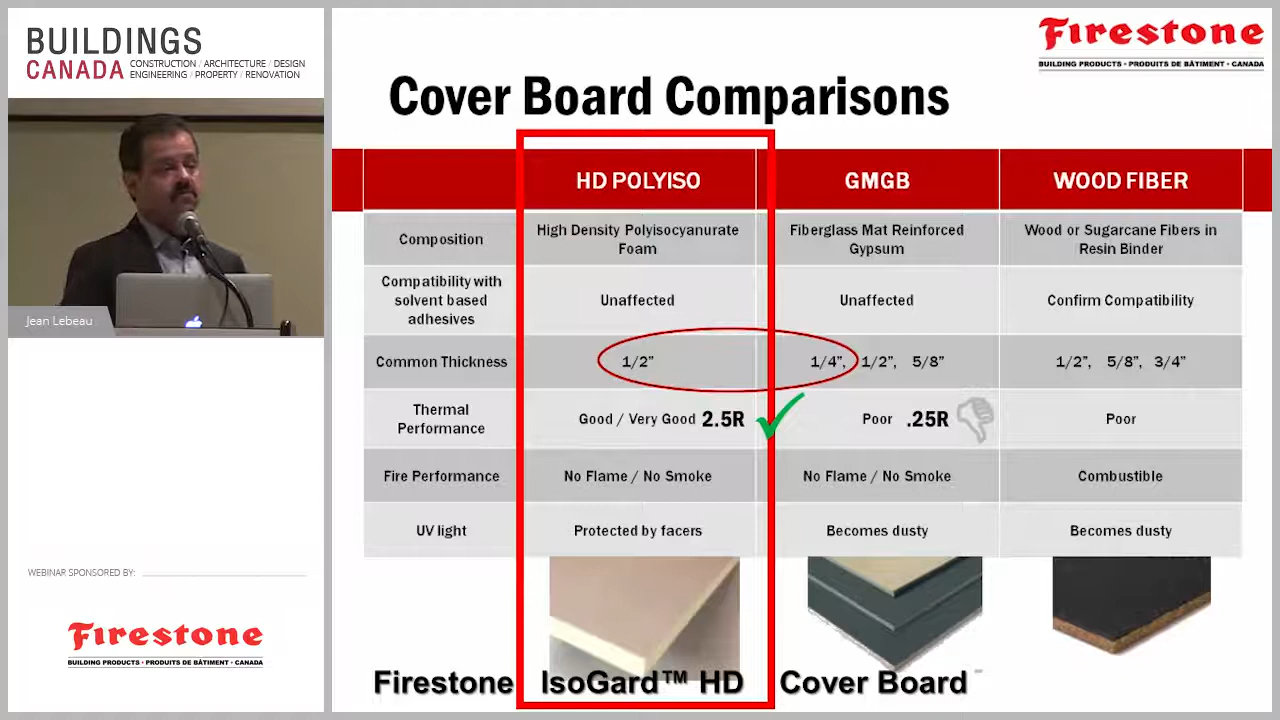 BUILDINGS
CANADA
CONSTRUCTION / ARCHITECTURE / DESIGN
ENGINEERING / PROPERTY / RENOVATION
Jean Lebeau
WEBINAR SPONSORED BY:
Firestone
BUILDING PRODUCTS • PRODUITS DE BÂTIMENT • CANADA
Firestone
BUILDING PRODUCTS • PRODUITS DE BÂTIMENT • CANADA
Cover Board Comparisons
HD POLYISO GMGB WOOD FIBER
Composition
High Density Polyisocyanurate
Foam
Fiberglass Mat Reinforced
Gypsum
Wood or Sugarcane Fibers in
Resin Binder
Compatibility with
solvent based
adhesives
Unaffected Unaffected Confirm Compatibility
Common Thickness 1/2” 1/4”, 1/2”, 5/8” 1/2”, 5/8”, 3/4”
Thermal
Performance
Good / Very Good 2.5R Poor .25R Poor
Fire Performance No Flame / No Smoke No Flame / No Smoke Combustible
UV light Protected by facers Becomes dusty Becomes dusty
Firestone IsoGard™ HD Cover Board